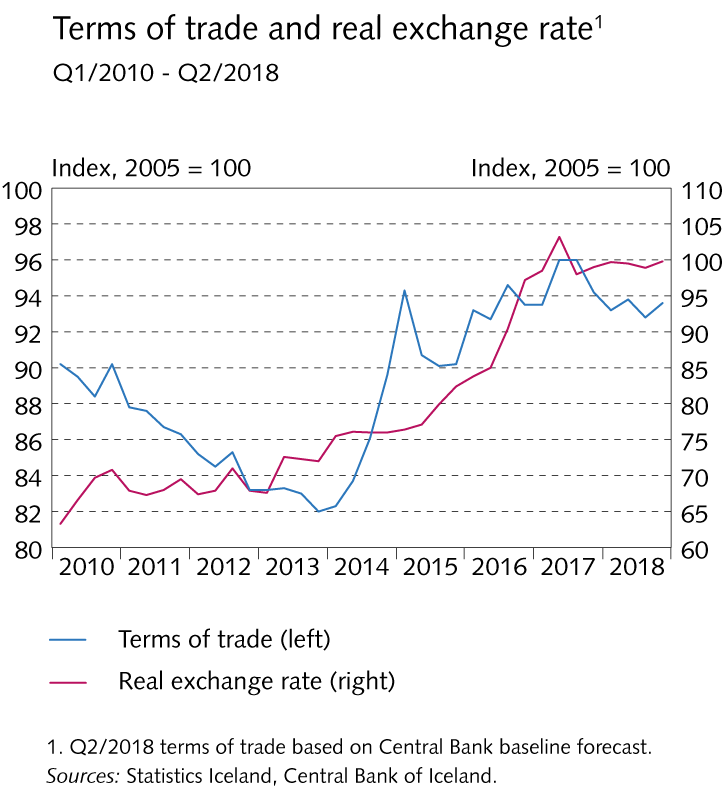 Terms of trade and real exchange rate¹
Q1/2010 - Q2/2018
Index, 2005 = 100 Index, 2005 = 100
100 110
98 105
96 100
94 95
92 90
90 85
88 80
86 75
84 70
82 65
80 60
2010 2011 2012 2013 2014 2015 2016 2017 2018
Terms of trade (left)
Real exchange rate (right)
1. Q2/2018 terms of trade based on Central Bank baseline forecast.
Sources: Statistics Iceland, Central Bank of Iceland.